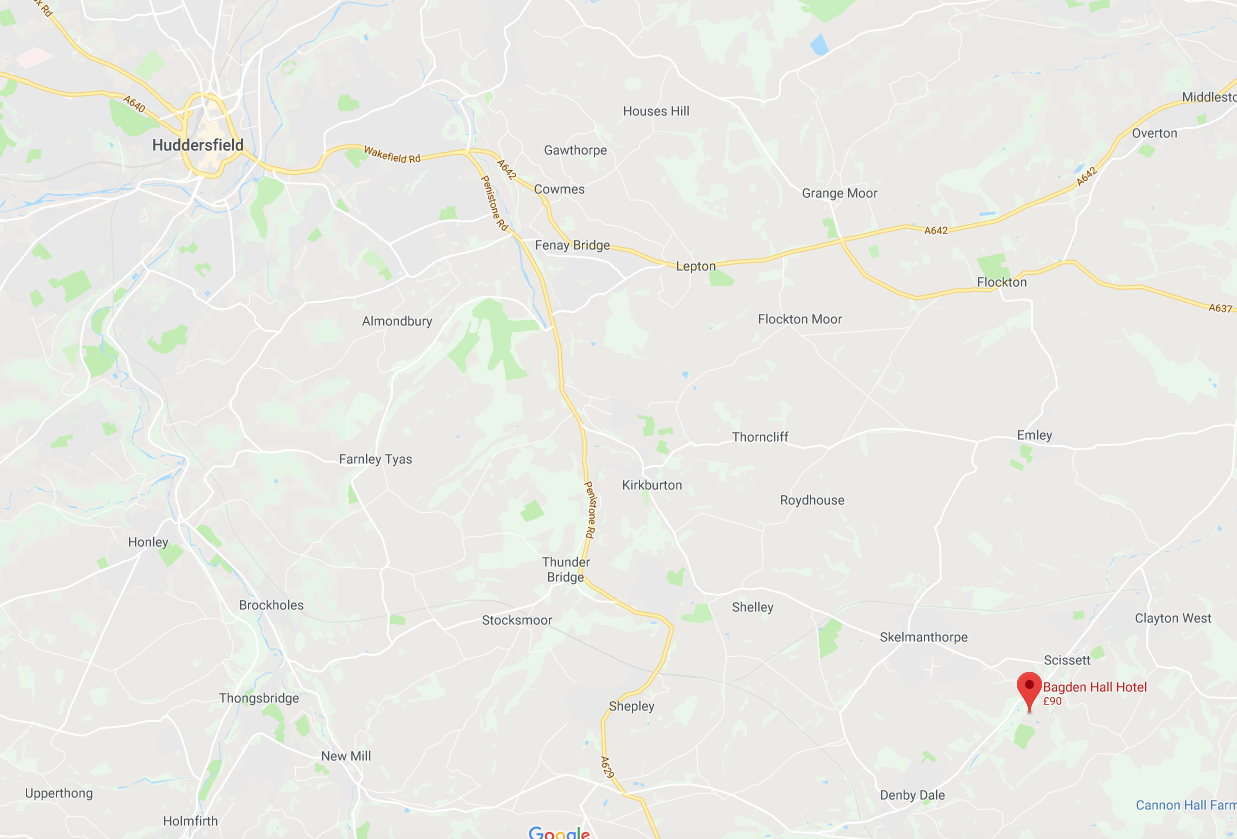 x Rd
A640
Huddersfield
Wakefield Rd
A642
Penistone Rd
Houses Hill
Gawthorpe
Cowmes
Fenay Bridge
Lepton
Grange Moor
A642
A642
Overton
Middlesto
Flockton
A637
Flockton Moor
Almondbury
Farnley Tyas
Thorncliff
Emley
Kirkburton
Roydhouse
Penistone Rd
Honley
Thunder
Bridge
Brockholes
Stocksmoor
Shelley
Skelmanthorpe
Clayton West
Scissett
Bagden Hall Hotel
£90
Thongsbridge
Shepley
New Mill
A629
Upperthong
Denby Dale
Cannon Hall Farm
Holmfirth
Google